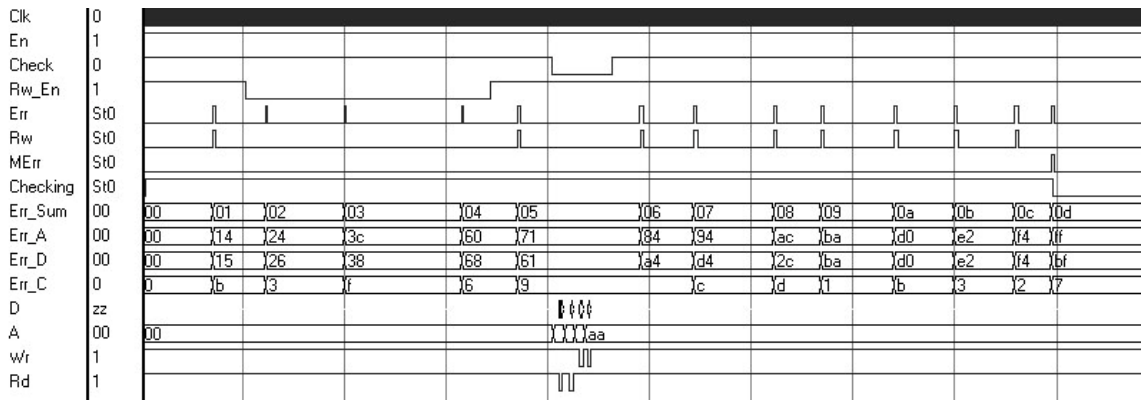 Clk 0
En 1
Check 0
Rw_En 1
Err St0
Rw St0
MErr St0
Checking St0
Err_Sum 00 00 01 02 03 04 05 06 07 08 09 0a 0b 0c 0d
Err_A 00 00 14 24 3c 60 71 84 94 ac ba d0 e2 f4 ff
Err_D 00 00 15 26 38 68 61 a4 d4 2c ba d0 e2 f4 bf
Err_C 0 0 b 3 f 6 9 c d 1 b 3 2 7
D zz
A 00 00 aa
Wr 1
Rd 1